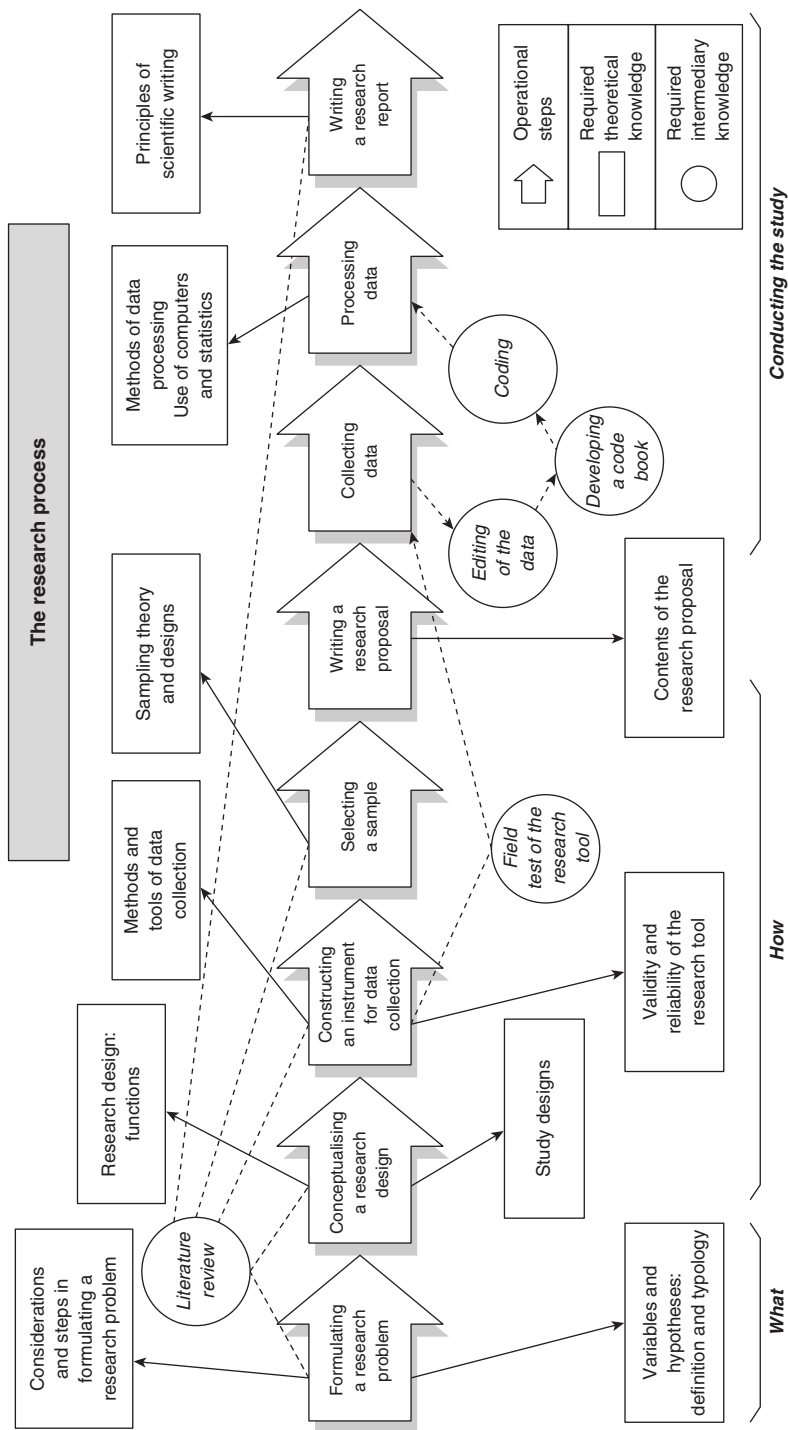 The research process
Considerations
and steps in
formulating a
research problem
Research design:
functions
Methods and
tools of data
collection
Sampling theory
and designs
Methods of data
processing
Use of computers
and statistics
Principles of
scientific writing
Literature
review
Formulating
a research
problem
Conceptualising
a research
design
Constructing
an instrument
for data
collection
Selecting
a sample
Writing a
research
proposal
Collecting
data
Processing
data
Writing
a research
report
Field
test of the
research
tool
Editing
of the
data
Developing
a code
book
Coding
Study designs
Variables and
hypotheses:
definition and typology
Validity and
reliability of the
research tool
Contents of the
research proposal
Operational
steps
Required
theoretical
knowledge
Required
intermediary
knowledge
What
How
Conducting the study